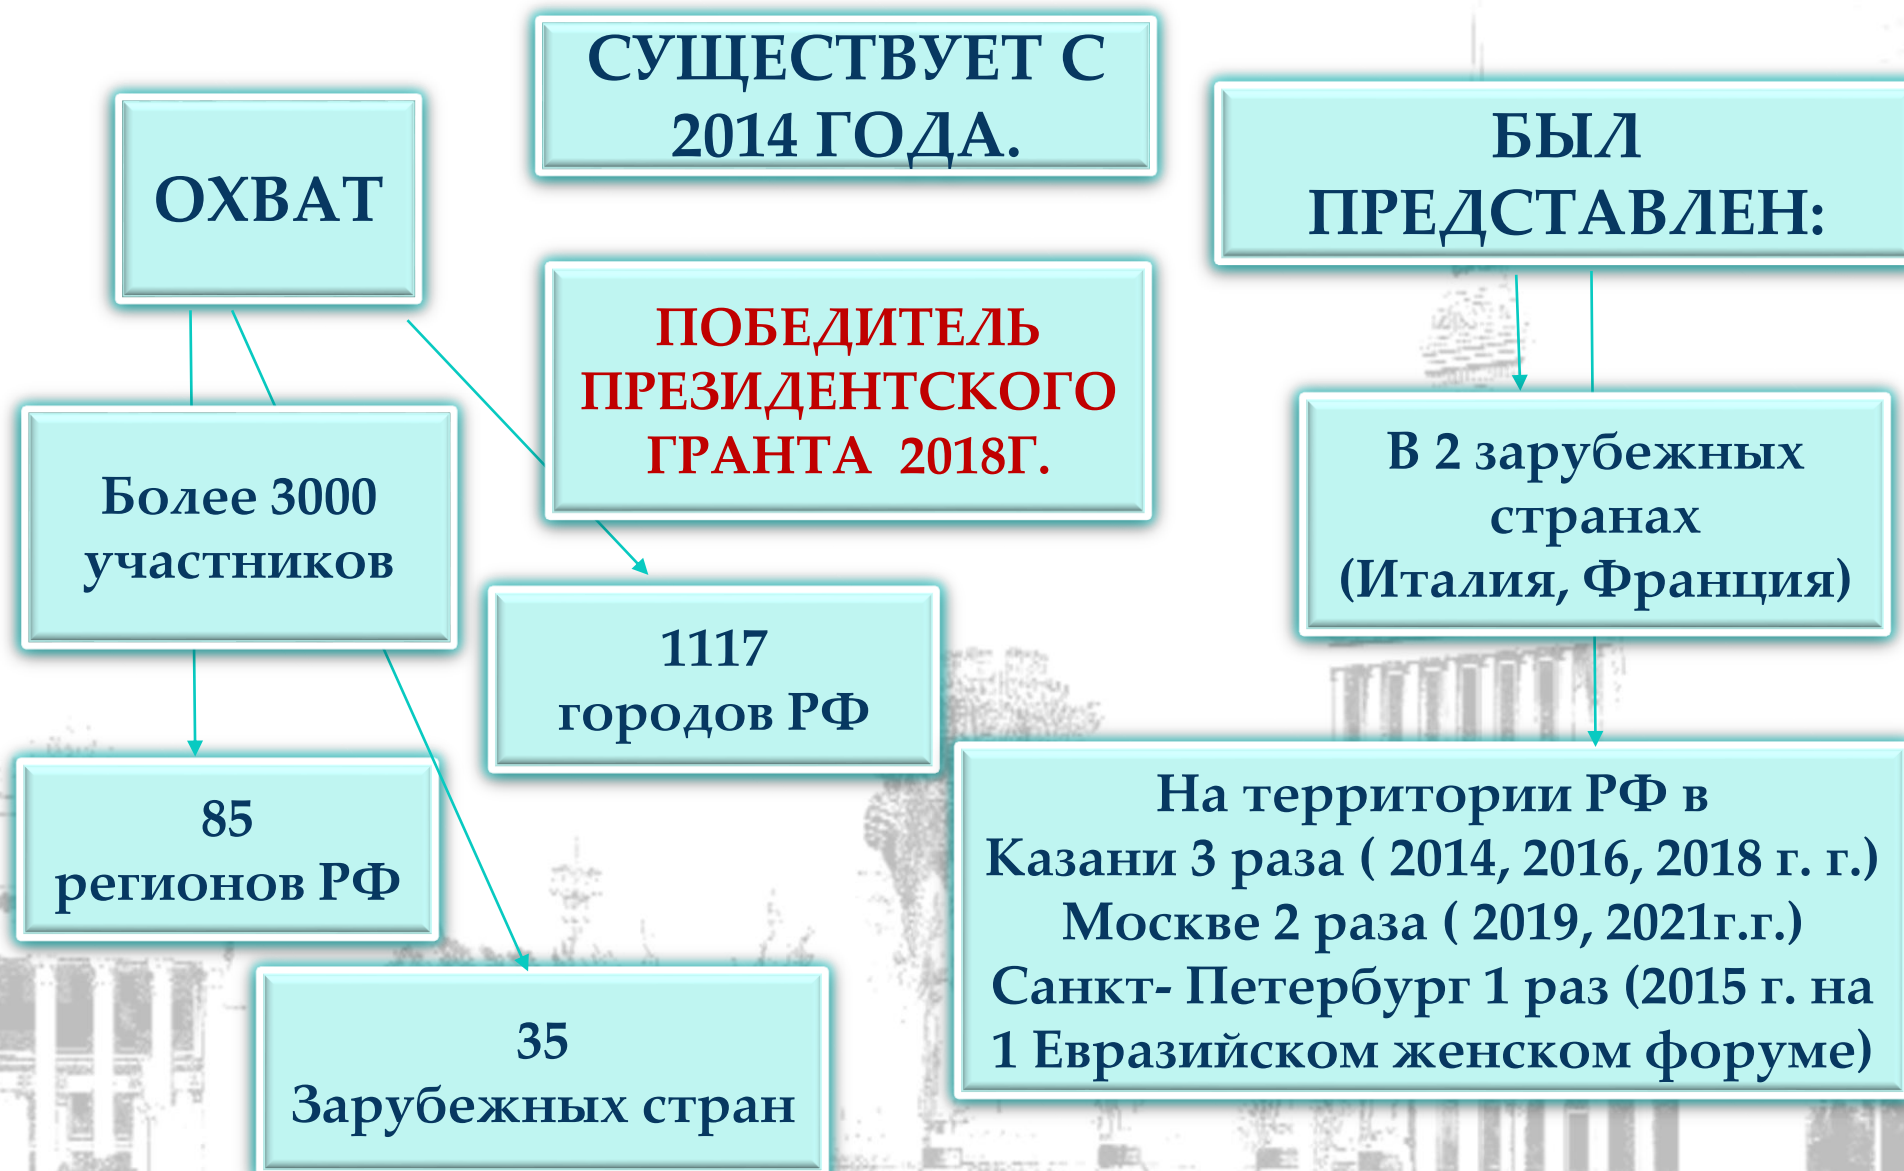 СУЩЕСТВУЕТ С
2014 ГОДА.
ОХВАТ
БЫЛ
ПРЕДСТАВЛЕН:
ПОБЕДИТЕЛЬ
ПРЕЗИДЕНТСКОГО
ГРАНТА 2018Г.
Более 3000
участников
В 2 зарубежных
странах
(Италия, Франция)
1117
городов РФ
85
регионов РФ
На территории РФ в
Казани 3 раза ( 2014, 2016, 2018 г. г.)
Москве 2 раза ( 2019, 2021г.г.)
Санкт- Петербург 1 раз (2015 г. на
1 Евразийском женском форуме)
35
Зарубежных стран